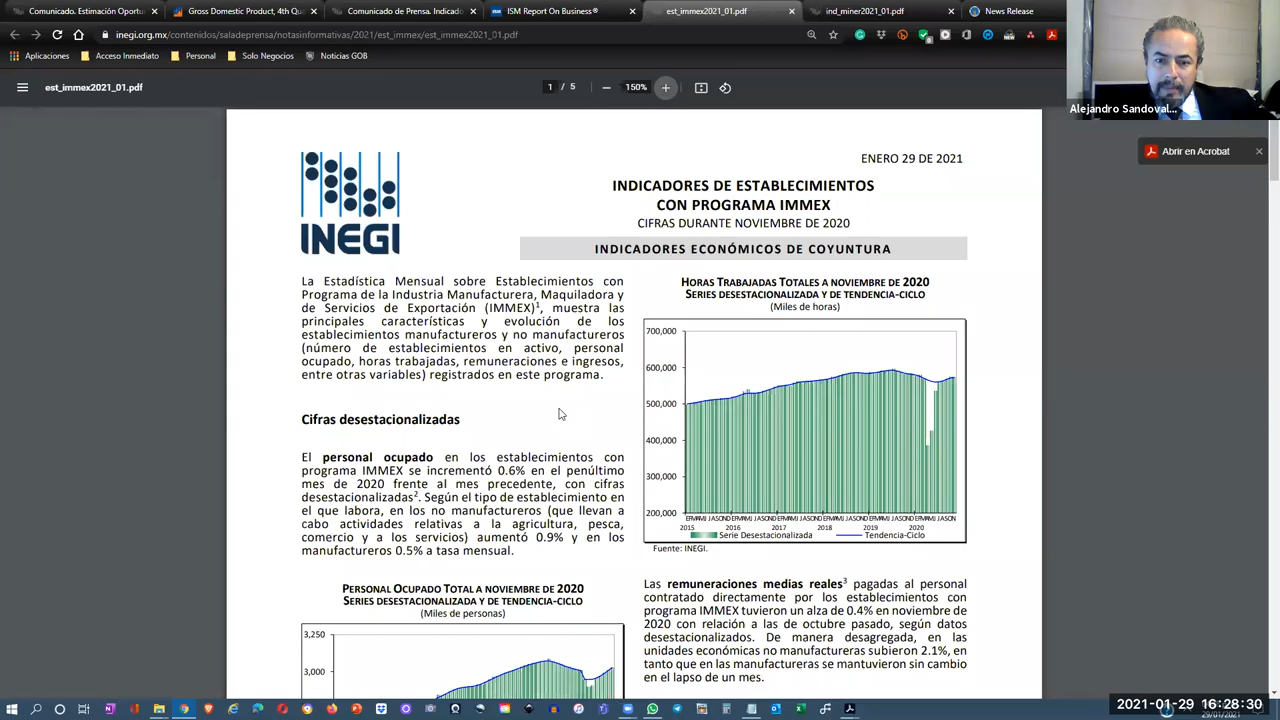 Comunicado. Estimación Oportu
Gross Domestic Product, 4th Qu
Comunicado de Prensa. Indicado
ISM Report On Business®
est_immex2021_01.pdf
ind_miner2021_01.pdf
News Release
inegi.org.mx/contenidos/saladeprensa/notasinformativas/2021/est_immex/est_immex2021_01.pdf
Aplicaciones
Acceso Inmediato
Personal
Solo Negocios
Noticias GOB
est_immex2021_01.pdf
1 / 5
150%
Alejandro Sandoval...
Abrir en Acrobat
INEGI
ENERO 29 DE 2021
INDICADORES DE ESTABLECIMIENTOS
CON PROGRAMA IMMEX
CIFRAS DURANTE NOVIEMBRE DE 2020
INDICADORES ECONÓMICOS DE COYUNTURA
La Estadística Mensual sobre Establecimientos con
Programa de la Industria Manufacturera, Maquiladora y
de Servicios de Exportación (IMMEX)1, muestra las
principales características y evolución de los
establecimientos manufactureros y no manufactureros
(número de establecimientos en activo, personal
ocupado, horas trabajadas, remuneraciones e ingresos,
entre otras variables) registrados en este programa.
Cifras desestacionalizadas
El personal ocupado en los establecimientos con
programa IMMEX se incrementó 0.6% en el penúltimo
mes de 2020 frente al mes precedente, con cifras
desestacionalizadas2. Según el tipo de establecimiento en
el que labora, en los no manufactureros (que llevan a
cabo actividades relativas a la agricultura, pesca,
comercio y a los servicios) aumentó 0.9% y en los
manufactureros 0.5% a tasa mensual.
PERSONAL OCUPADO TOTAL A NOVIEMBRE DE 2020
SERIES DESESTACIONALIZADA Y DE TENDENCIA-CICLO
(Miles de personas)
3,250
3,000
HORAS TRABAJADAS TOTALES A NOVIEMBRE DE 2020
SERIES DESESTACIONALIZADA Y DE TENDENCIA-CICLO
(Miles de horas)
700,000
600,000
500,000
400,000
300,000
200,000
2015 2016 2017 2018 2019 2020
Serie Desestacionalizada
Tendencia-Ciclo
Fuente: INEGI.
Las remuneraciones medias reales3 pagadas al personal
contratado directamente por los establecimientos con
programa IMMEX tuvieron un alza de 0.4% en noviembre de
2020 con relación a las de octubre pasado, según datos
desestacionalizados. De manera desagregada, en las
unidades económicas no manufactureras subieron 2.1%, en
tanto que en las manufactureras se mantuvieron sin cambio
en el lapso de un mes.
2021-01-29 16:28:30